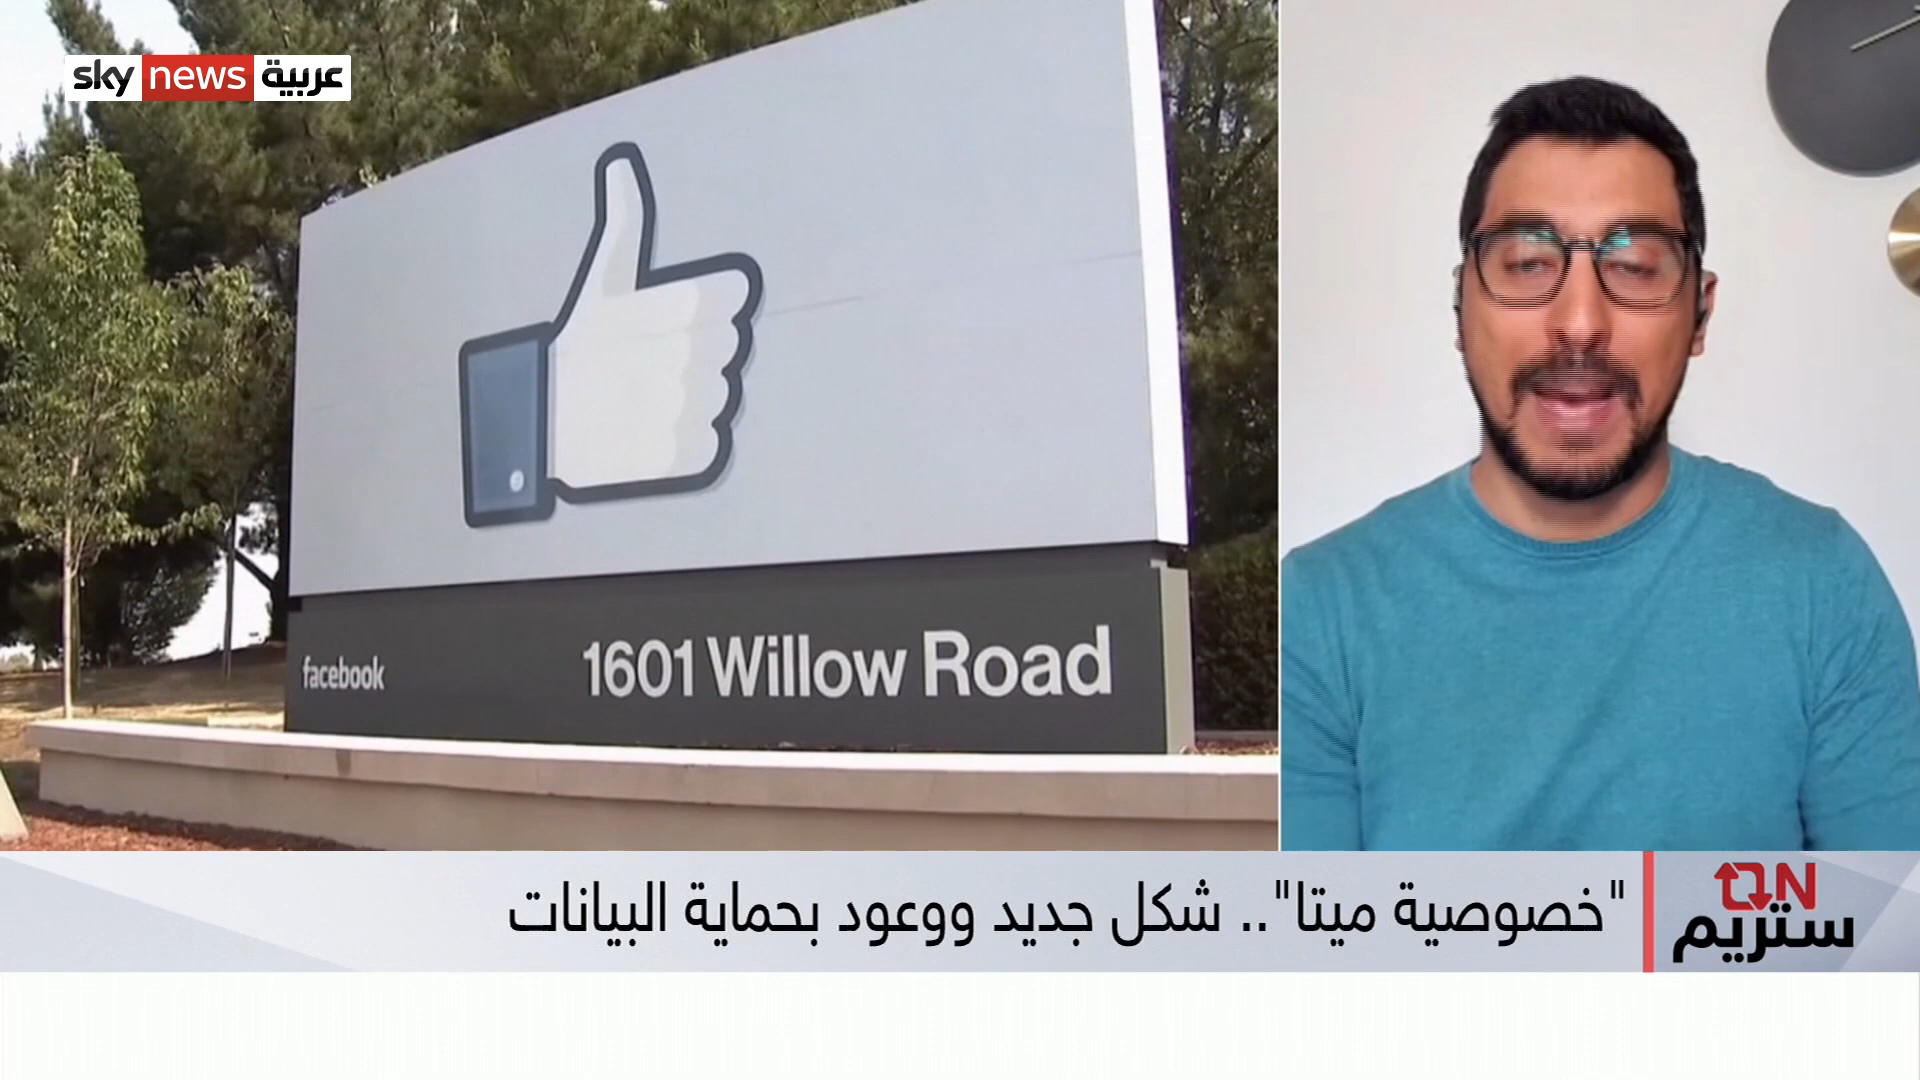 sky news عربية
facebook
1601 Willow Road
"خصوصية ميتا".. شكل جديد ووعود بحماية البيانات
ON
ستريم